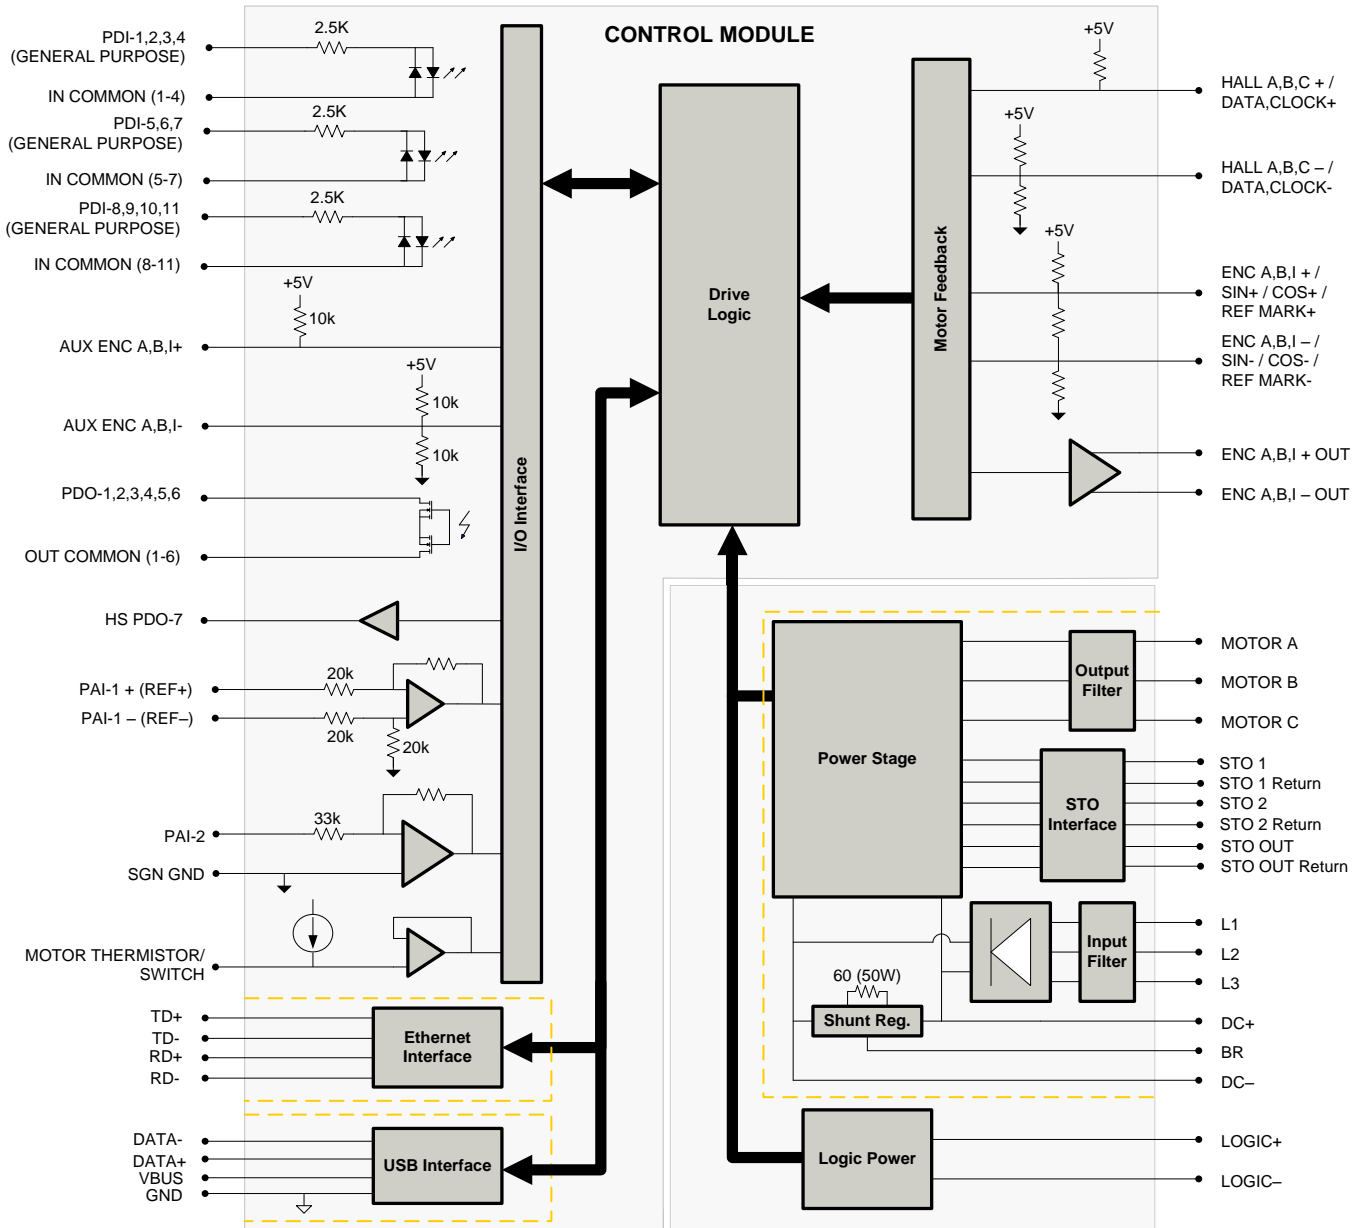 CONTROL MODULE
PDI-1,2,3,4
(GENERAL PURPOSE)
2.5K
IN COMMON (1-4)
PDI-5,6,7
(GENERAL PURPOSE)
2.5K
IN COMMON (5-7)
PDI-8,9,10,11
(GENERAL PURPOSE)
2.5K
IN COMMON (8-11)
+5V
10k
AUX ENC A,B,I+
+5V
10k
AUX ENC A,B,I-
10k
PDO-1,2,3,4,5,6
OUT COMMON (1-6)
HS PDO-7
PAI-1 + (REF+)
20k
PAI-1 – (REF–)
20k
20k
PAI-2
33k
SGN GND
MOTOR THERMISTOR/
SWITCH
I/O Interface
TD+
TD-
RD+
RD-
Ethernet
Interface
DATA-
DATA+
VBUS
GND
USB Interface
Drive
Logic
Motor Feedback
+5V
HALL A,B,C + /
DATA,CLOCK+
+5V
HALL A,B,C – /
DATA,CLOCK-
+5V
ENC A,B,I + /
SIN+ / COS+ /
REF MARK+
ENC A,B,I – /
SIN- / COS- /
REF MARK-
ENC A,B,I + OUT
ENC A,B,I – OUT
Power Stage
Output
Filter
MOTOR A
MOTOR B
MOTOR C
STO
Interface
STO 1
STO 1 Return
STO 2
STO 2 Return
STO OUT
STO OUT Return
Input
Filter
L1
L2
L3
60 (50W)
Shunt Reg.
DC+
BR
DC–
Logic Power
LOGIC+
LOGIC–